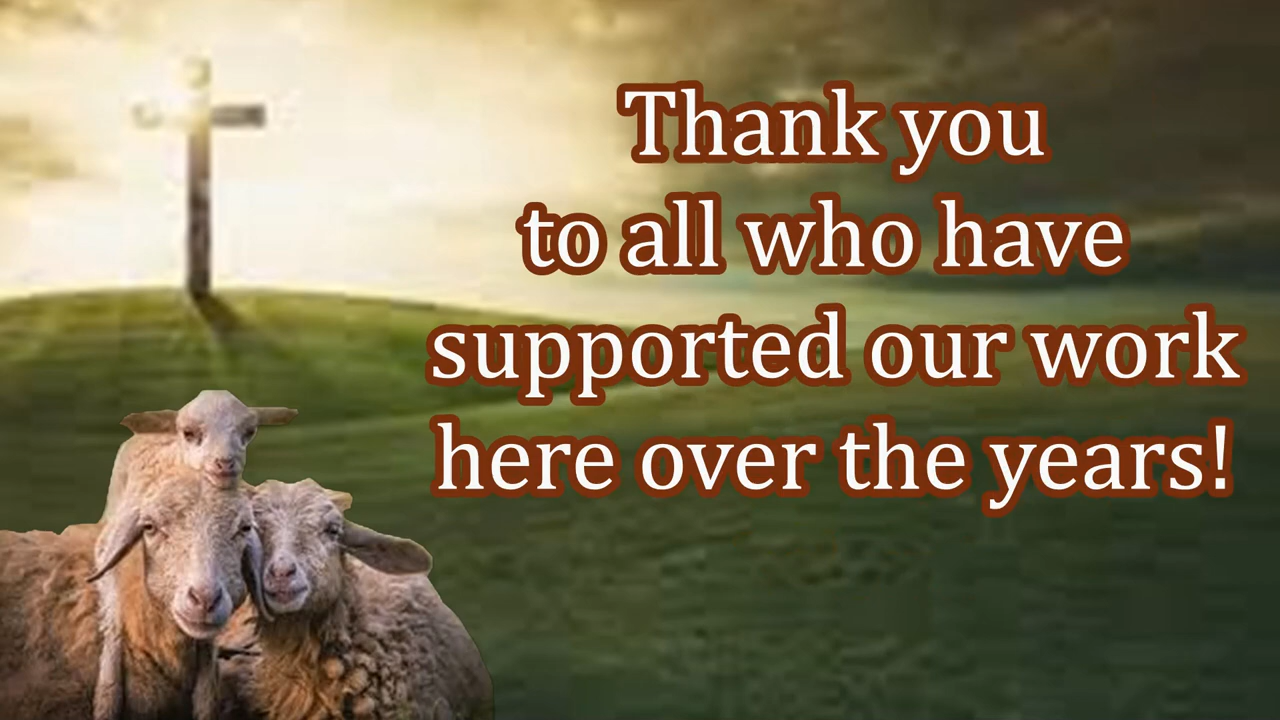 Thank you
to all who have
supported our work
here over the years!